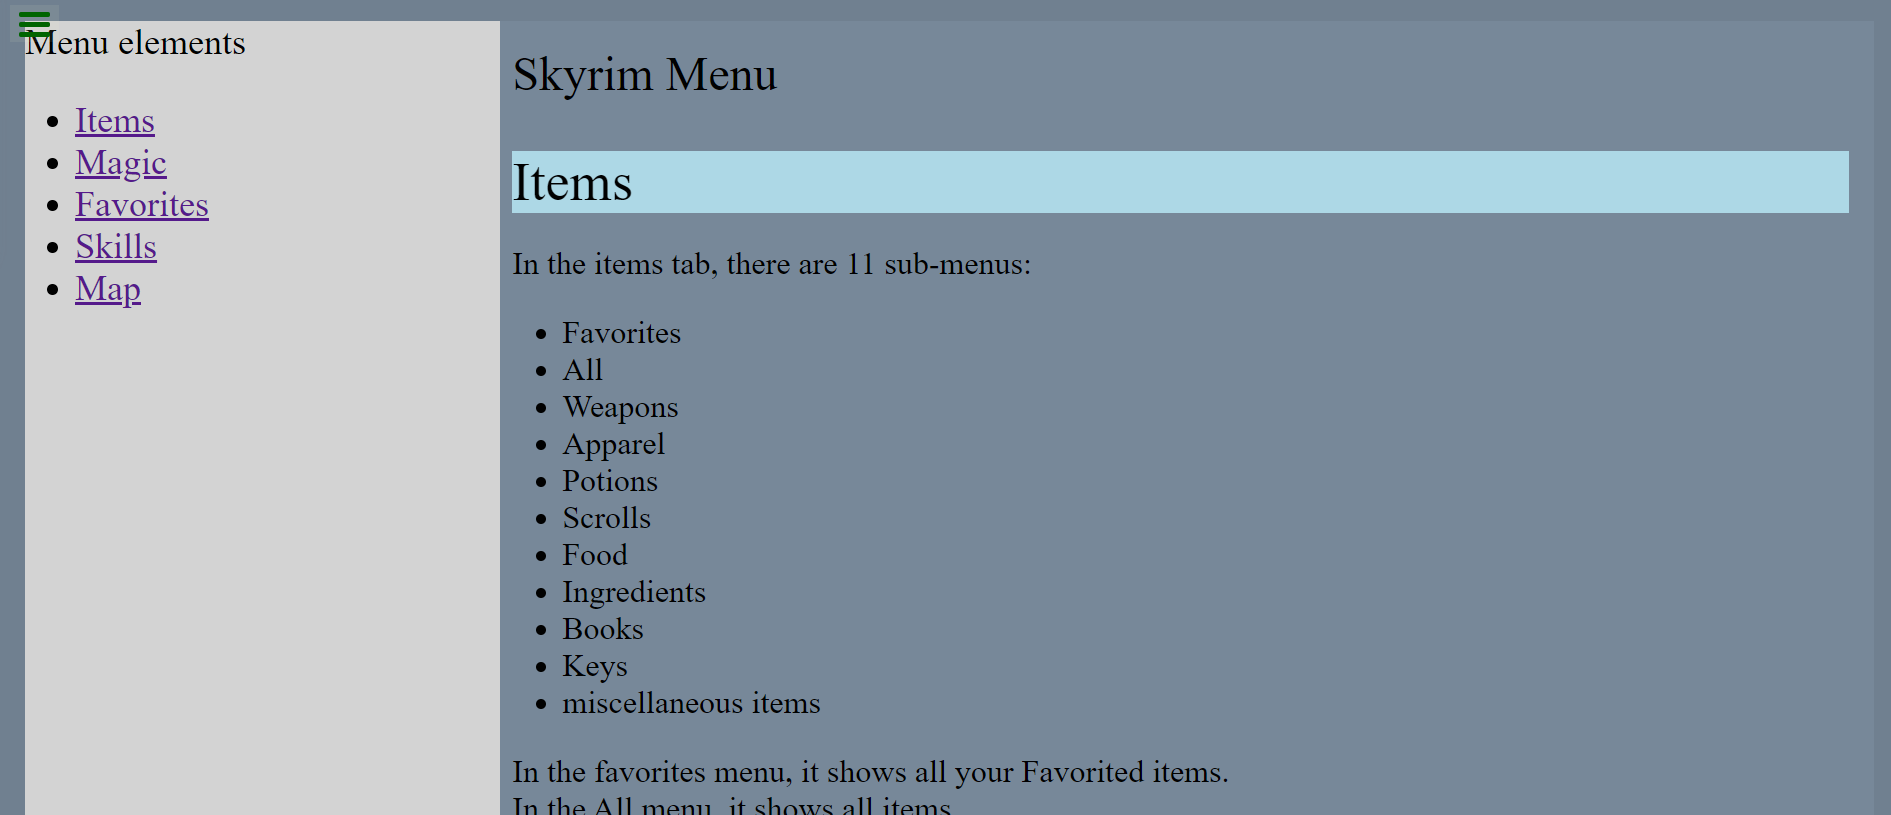 Menu elements
Items
Magic
Favorites
Skills
Map
Skyrim Menu
Items
In the items tab, there are 11 sub-menus:
Favorites
All
Weapons
Apparel
Potions
Scrolls
Food
Ingredients
Books
Keys
miscellaneous items
In the favorites menu, it shows all your Favorited items.
In the All menu, it shows all items